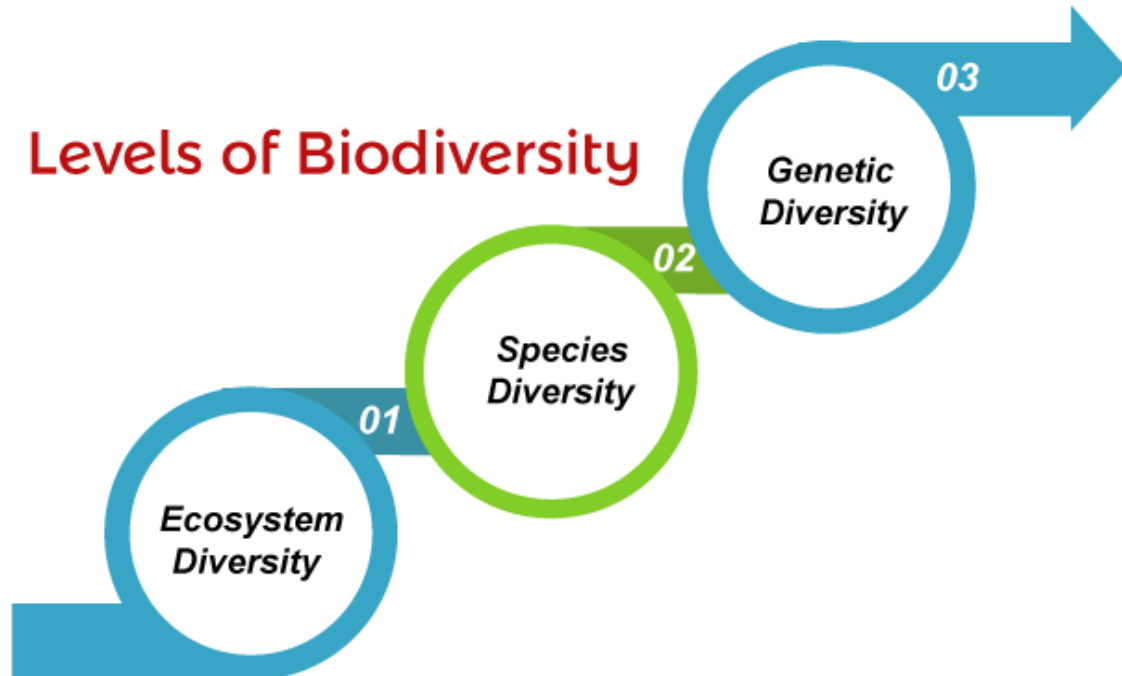 Levels of Biodiversity
01
Ecosystem
Diversity
02
Species
Diversity
03
Genetic
Diversity